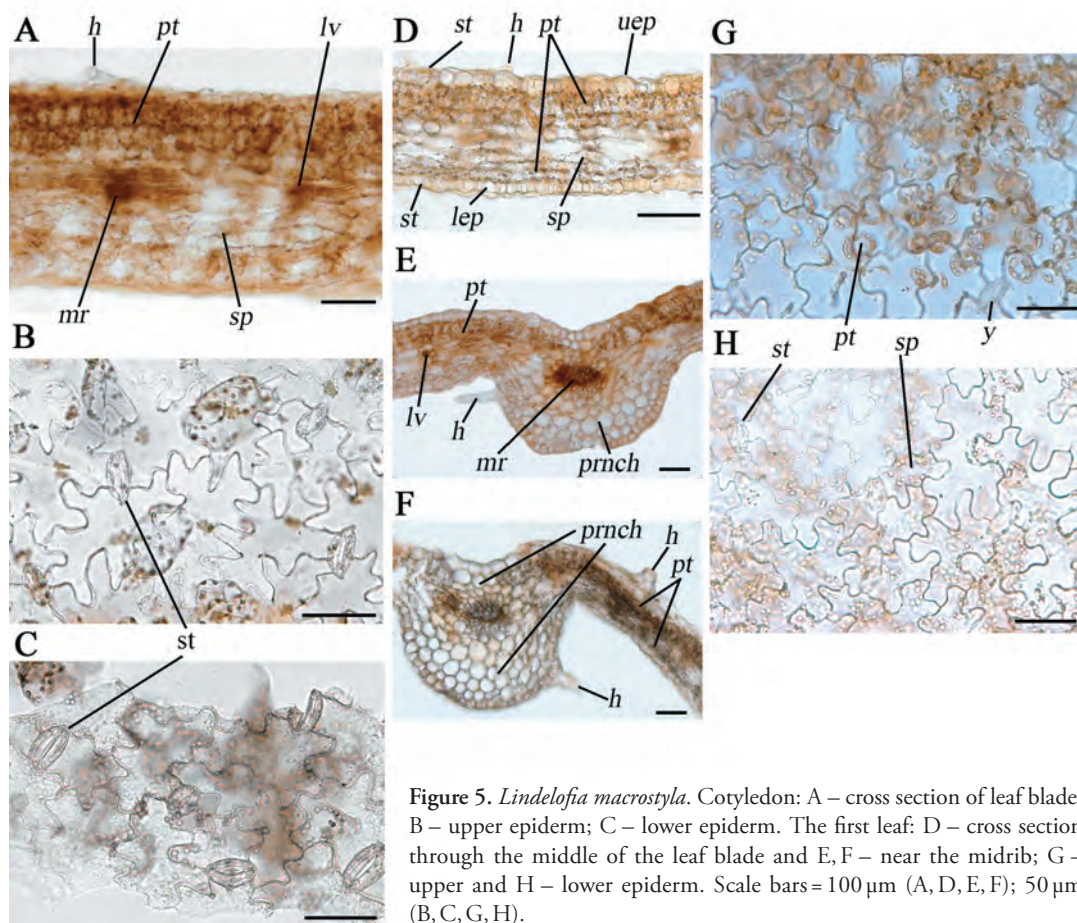 A
h pt lv
mr sp
B
st
C
D
st h pt uep
st lep sp
E
pt
lv h mr prnch
F
prnch h pt
h
G
pt y
H
st sp
Figure 5. Lindelofia macrostyla. Cotyledon: A – cross section of leaf blade
B – upper epiderm; C – lower epiderm. The first leaf: D – cross section
through the middle of the leaf blade and E, F – near the midrib; G –
upper and H – lower epiderm. Scale bars = 100 µm (A, D, E, F); 50 µm
(B, C, G, H).